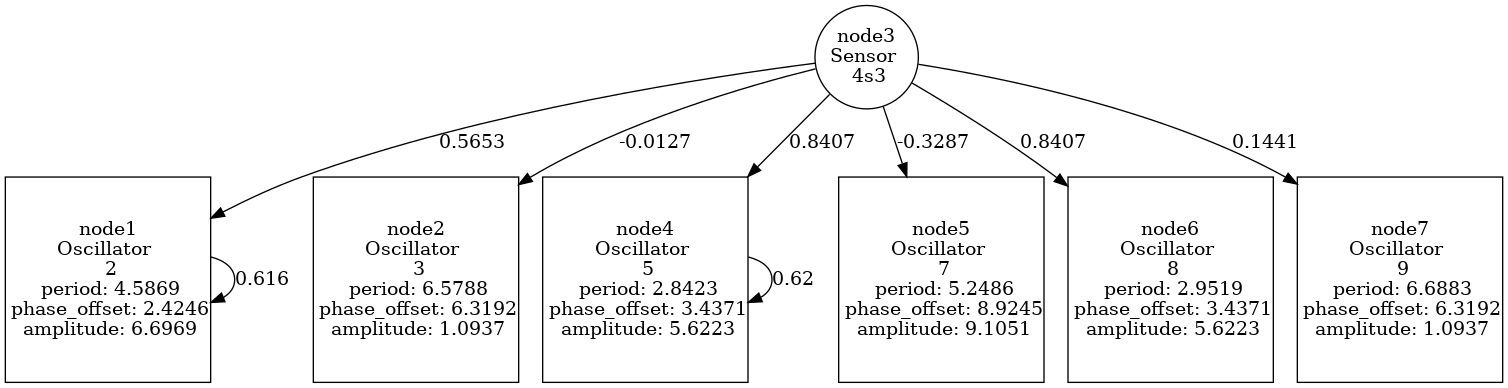 node3
Sensor
4s3
0.5653
-0.0127
0.8407
-0.3287
0.8407
0.1441
node1
Oscillator
2
period: 4.5869
phase_offset: 2.4246
amplitude: 6.6969
0.616
node2
Oscillator
3
period: 6.5788
phase_offset: 6.3192
amplitude: 1.0937
node4
Oscillator
5
period: 2.8423
phase_offset: 3.4371
amplitude: 5.6223
0.62
node5
Oscillator
7
period: 5.2486
phase_offset: 8.9245
amplitude: 9.1051
node6
Oscillator
8
period: 2.9519
phase_offset: 3.4371
amplitude: 5.6223
node7
Oscillator
9
period: 6.6883
phase_offset: 6.3192
amplitude: 1.0937